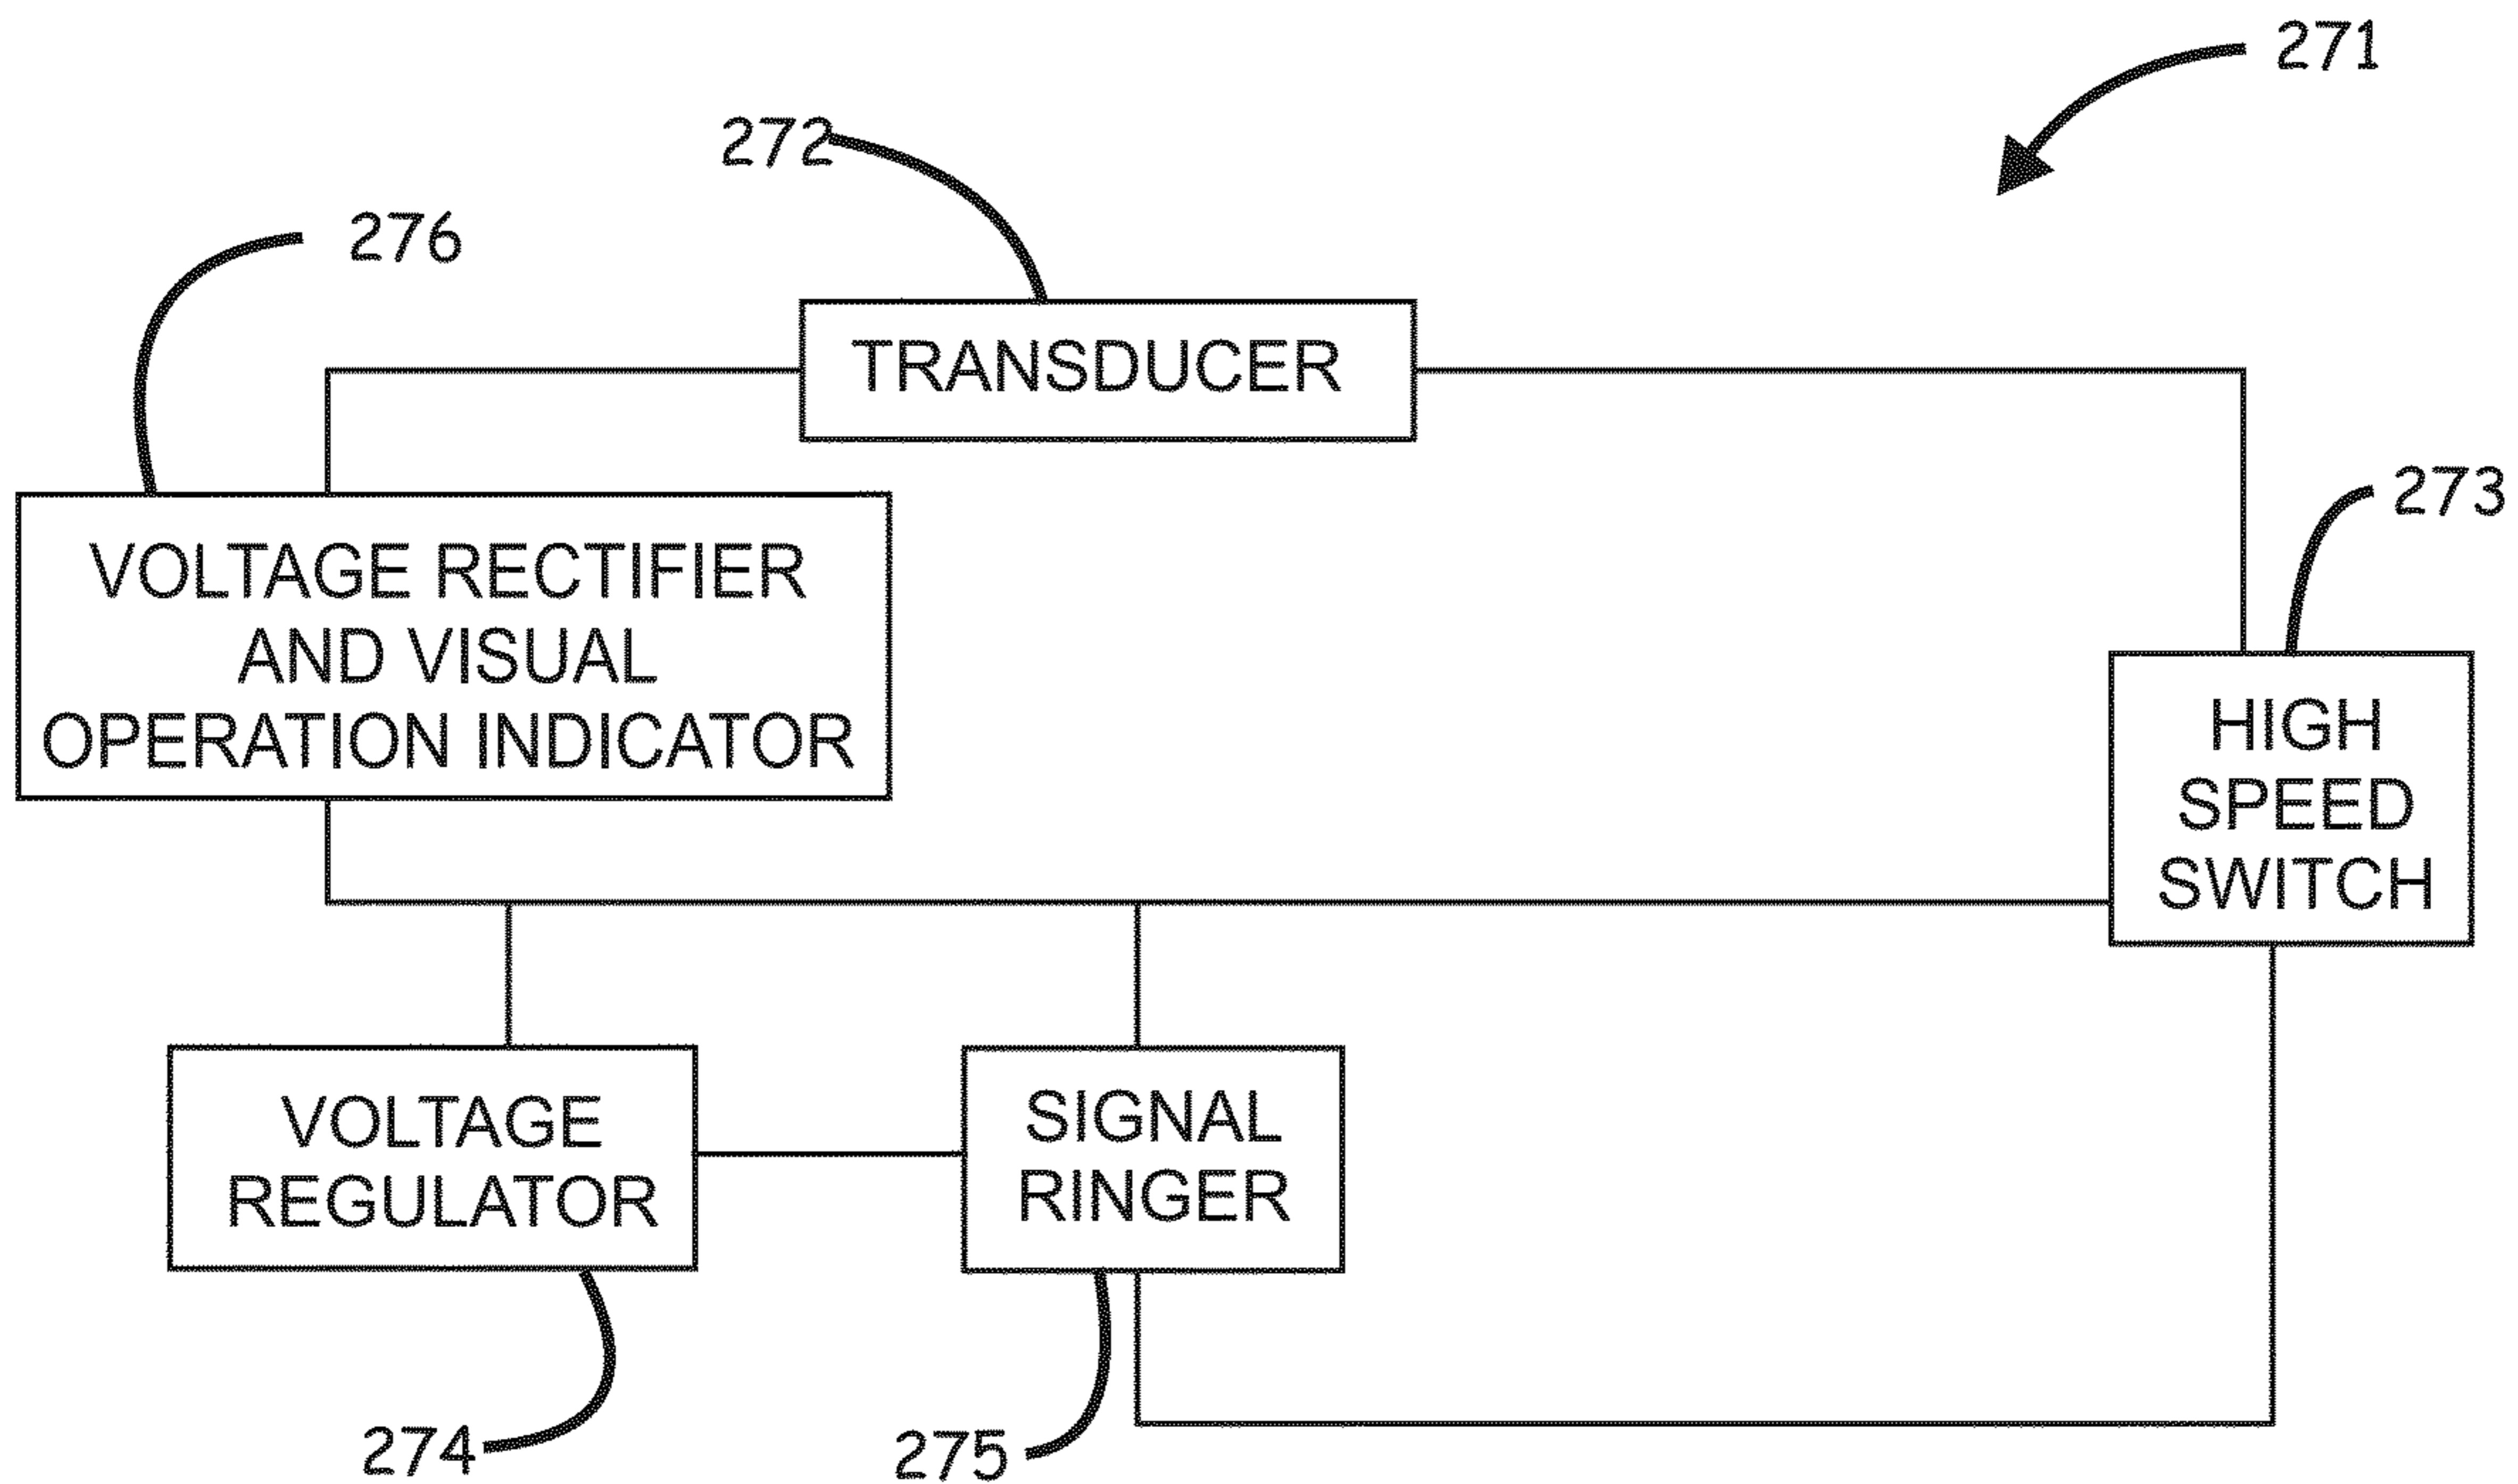 271
272
276
TRANSDUCER
273
VOLTAGE RECTIFIER
AND VISUAL
OPERATION INDICATOR
HIGH
SPEED
SWITCH
VOLTAGE
REGULATOR
SIGNAL
RINGER
274
275